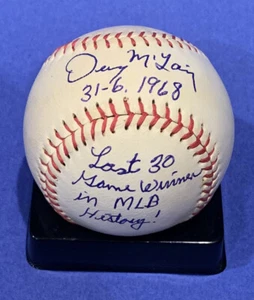 Denny McLain
31-6, 1968
Last 30
Game Winner
in MLB
History!